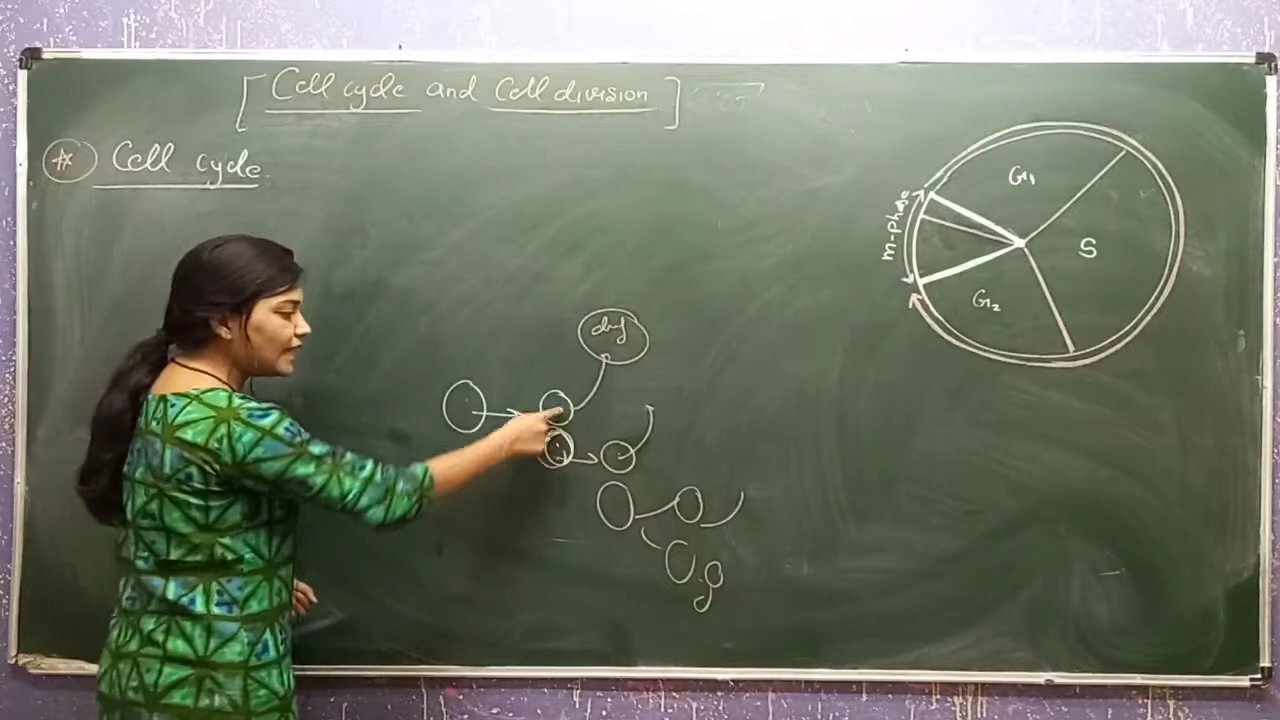 [Cell cycle and Cell division]
* Cell cycle.
G1
S
M-phase
G2